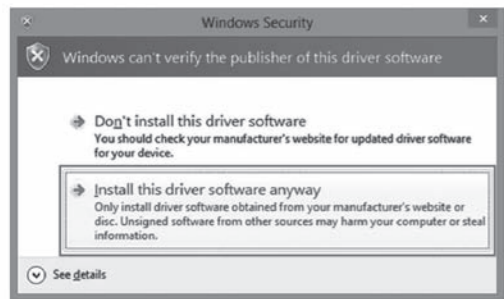 Windows Security
Windows can't verify the publisher of this driver software
Don't install this driver software
You should check your manufacturer's website for updated driver software
for your device.
Install this driver software anyway
Only install driver software obtained from your manufacturer's website or
disc. Unsigned software from other sources may harm your computer or steal
information.
See details